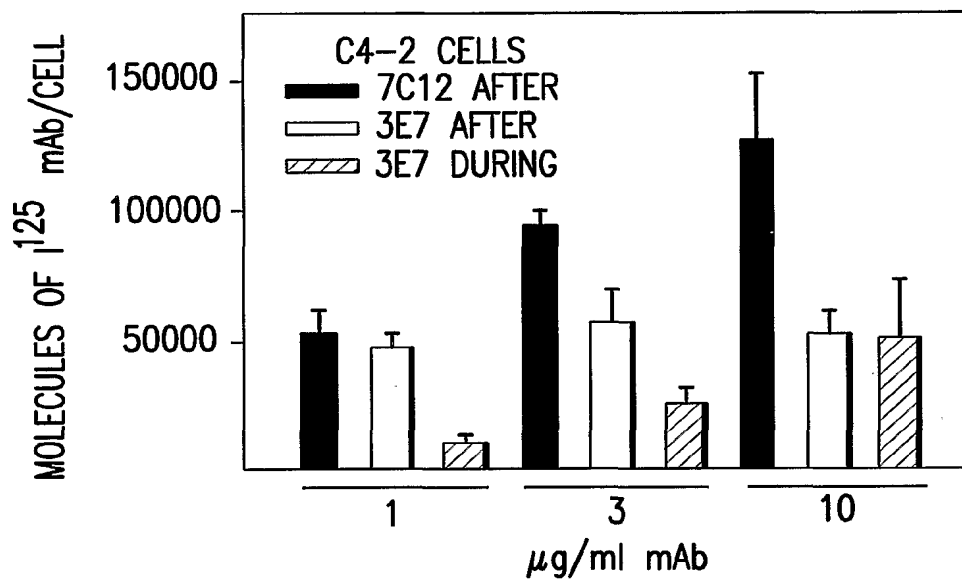 MOLECULES OF I125 mAb/CELL
150000
100000
50000
C4-2 CELLS
7C12 AFTER
3E7 AFTER
3E7 DURING
1 3 10
µg/ml mAb